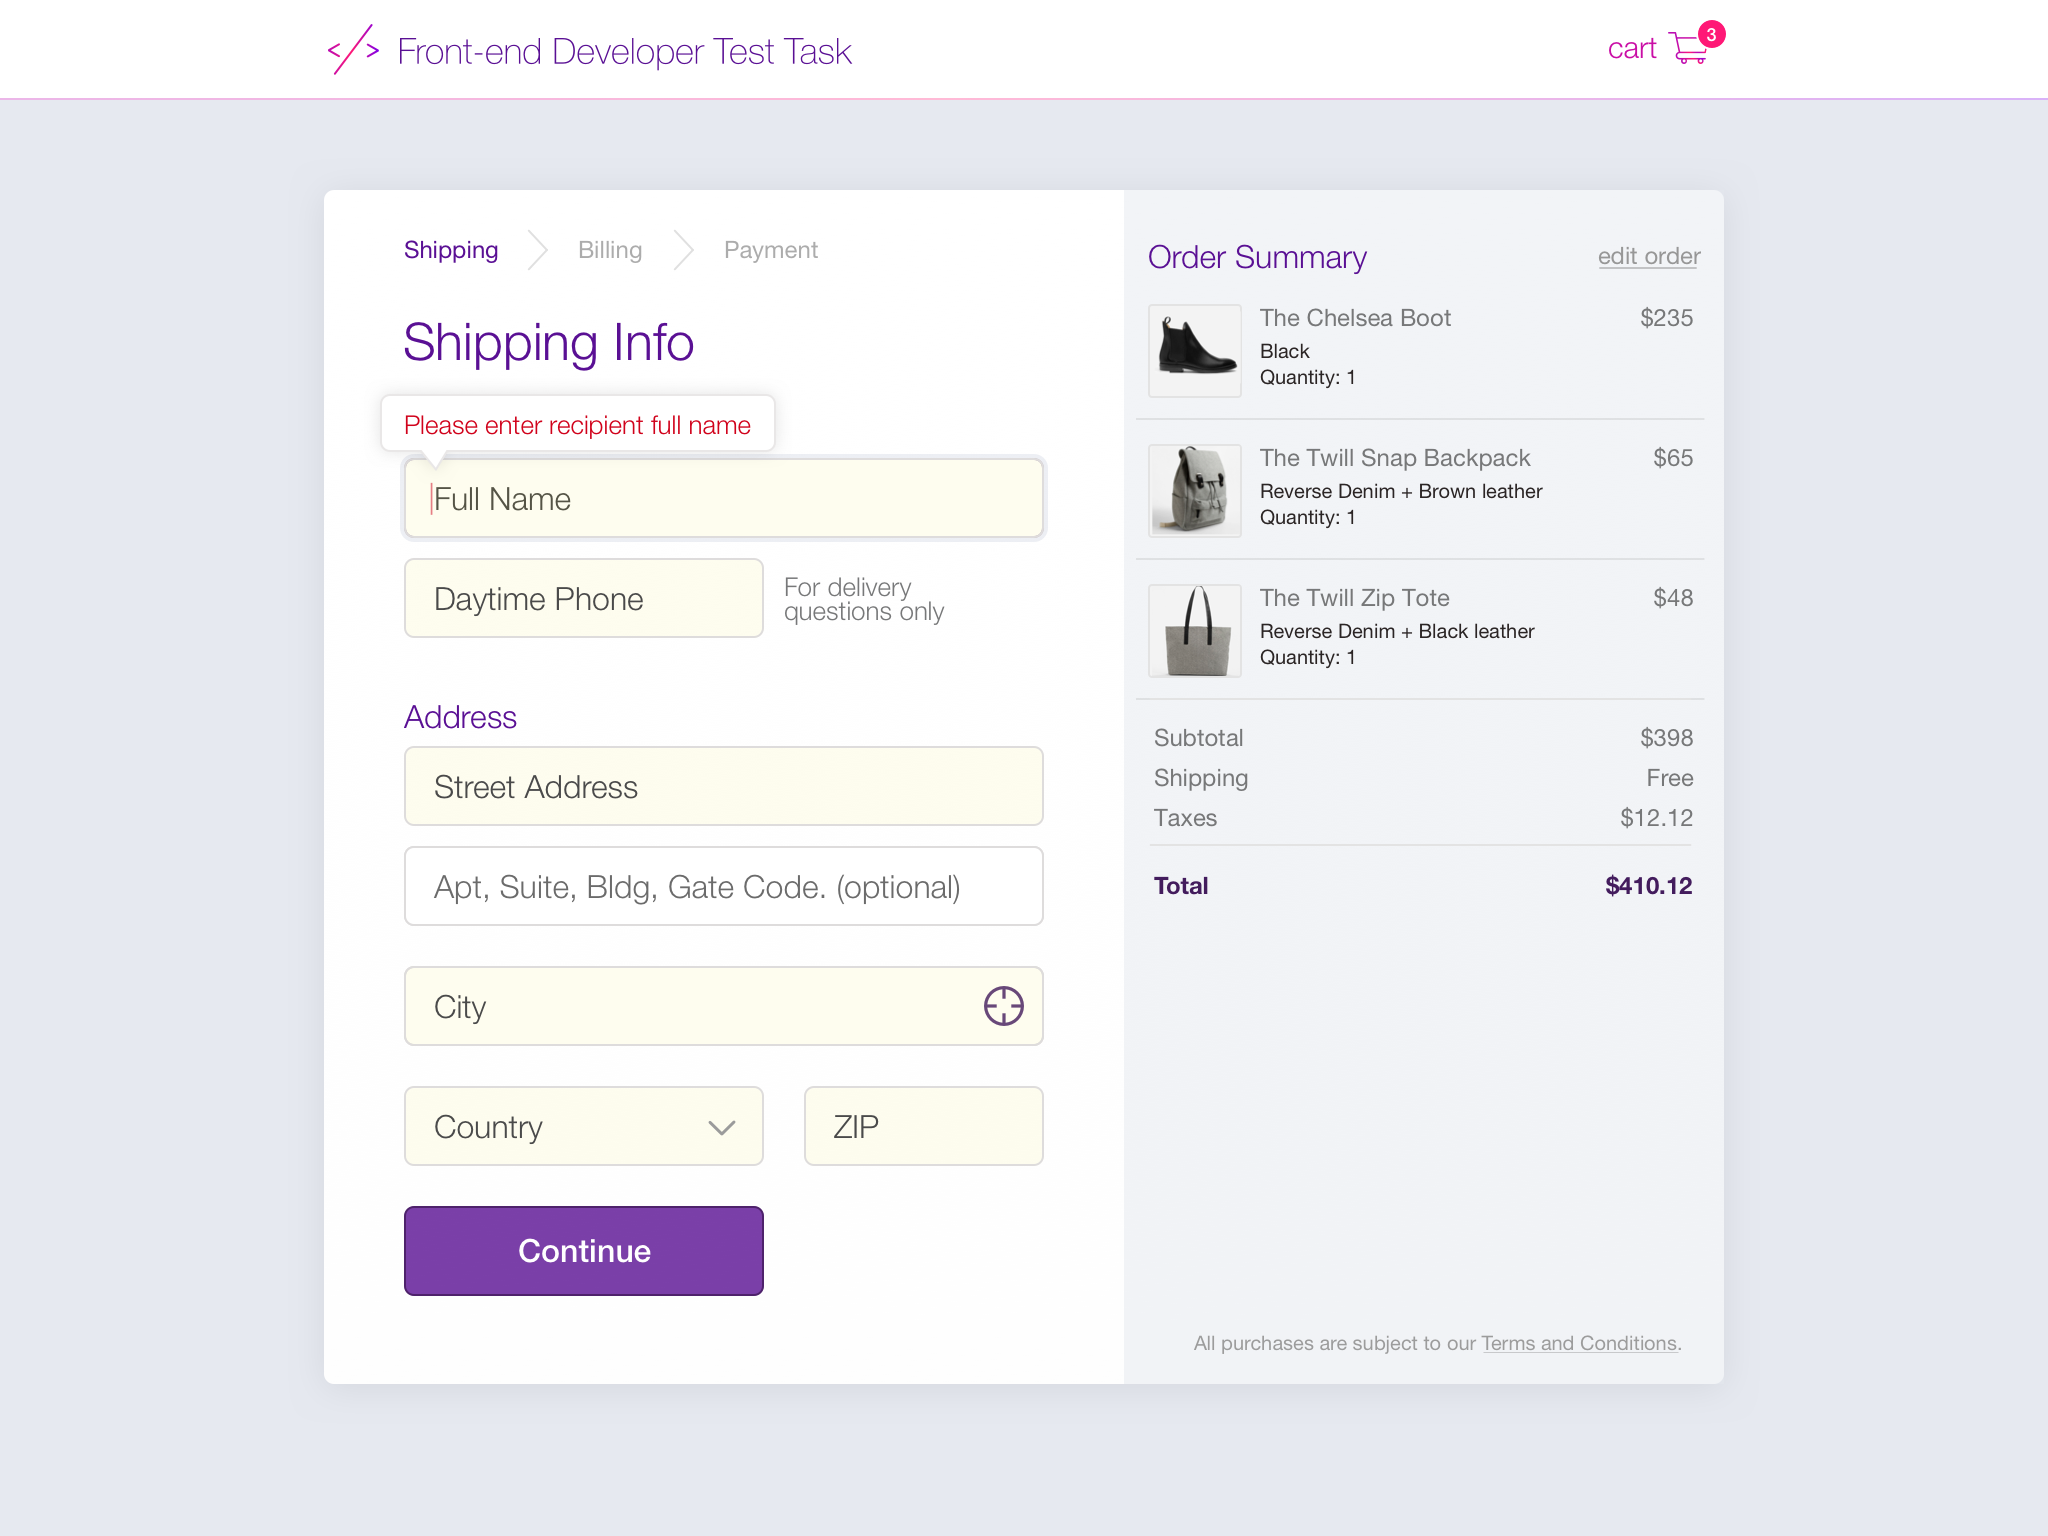 </> Front-end Developer Test Task
cart 3
Shipping
Billing
Payment
Shipping Info
Please enter recipient full name
Full Name
Daytime Phone
For delivery
questions only
Address
Street Address
Apt, Suite, Bldg, Gate Code. (optional)
City
Country
ZIP
Continue
Order Summary
edit order
The Chelsea Boot $235
Black
Quantity: 1
The Twill Snap Backpack $65
Reverse Denim + Brown leather
Quantity: 1
The Twill Zip Tote $48
Reverse Denim + Black leather
Quantity: 1
Subtotal $398
Shipping Free
Taxes $12.12
Total $410.12
All purchases are subject to our Terms and Conditions.